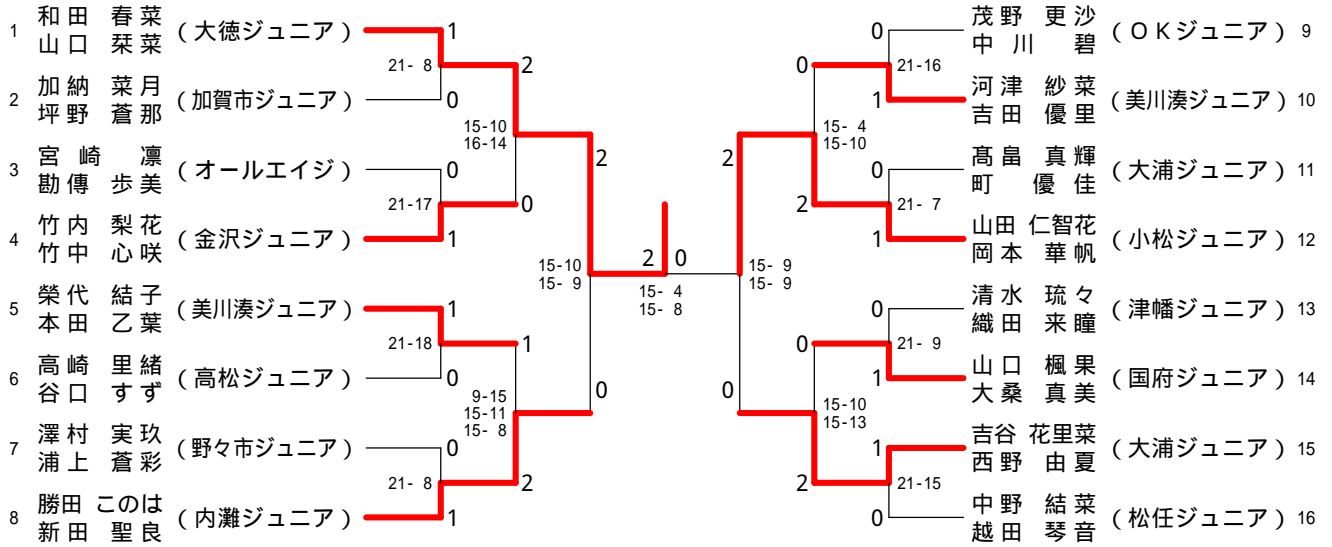 1 和田 春菜 山口 栞菜 (大徳ジュニア) 1
21- 8 2
2 加納 菜月 坪野 蒼那 (加賀市ジュニア) 0
15-10
16-14 2
3 宮崎 凛 勘傳 歩美 (オールエイジ) 0
21-17 0
4 竹内 梨花 竹中 心咲 (金沢ジュニア) 1
15-10
15- 9
5 榮代 結子 本田 乙葉 (美川湊ジュニア) 1
21-18 1
6 高崎 里緒 谷口 すず (高松ジュニア) 0
9-15
15-11
15- 8 0
7 澤村 実玖 浦上 蒼彩 (野々市ジュニア) 0
21- 8 2
8 勝田 このは 新田 聖良 (内灘ジュニア) 1
2 0
15- 4
15- 8
0 茂野 更沙 中川 碧 (OKジュニア) 9
0 21-16
1 河津 紗菜 吉田 優里 (美川湊ジュニア) 10
2 15- 4
15-10
0 髙畠 真輝 町 優佳 (大浦ジュニア) 11
2 21- 7
1 山田 仁智花 岡本 華帆 (小松ジュニア) 12
15- 9
15- 9
0 清水 琉々 織田 来瞳 (津幡ジュニア) 13
0 21- 9
1 山口 楓果 大桑 真美 (国府ジュニア) 14
0 15-10
15-13
1 吉谷 花里菜 西野 由夏 (大浦ジュニア) 15
2 21-15
0 中野 結菜 越田 琴音 (松任ジュニア) 16